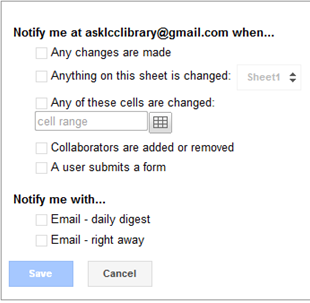 Notify me at asklcclibrary@gmail.com when...
Any changes are made
Anything on this sheet is changed: Sheet1
Any of these cells are changed:
cell range
Collaborators are added or removed
A user submits a form
Notify me with...
Email - daily digest
Email - right away
Save Cancel